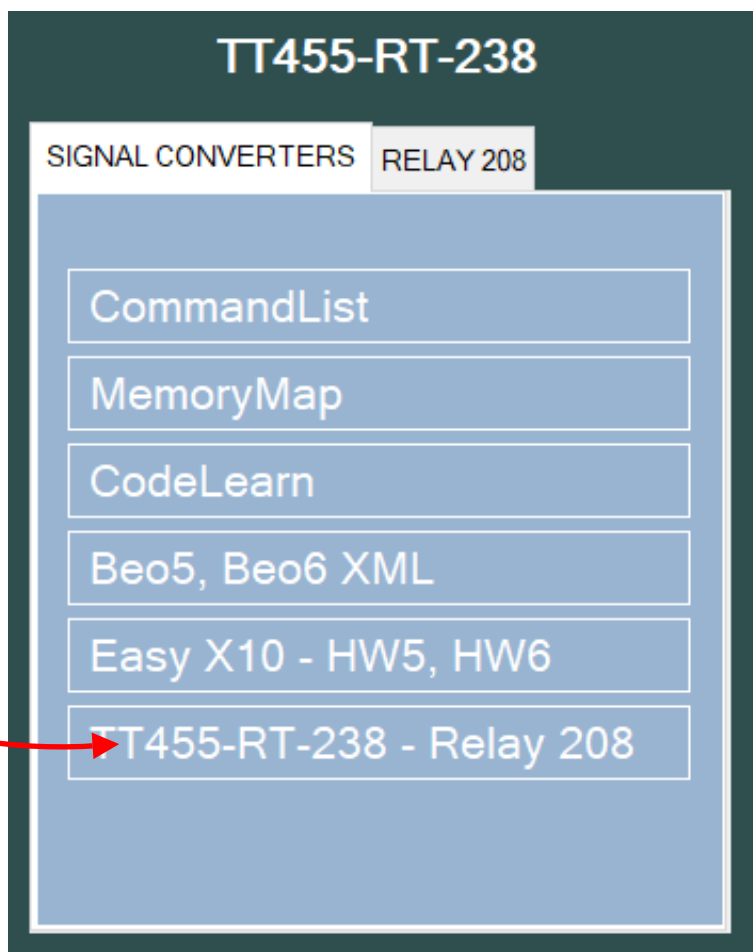 TT455-RT-238
SIGNAL CONVERTERS RELAY 208
CommandList
MemoryMap
CodeLearn
Beo5, Beo6 XML
Easy X10 - HW5, HW6
TT455-RT-238 - Relay 208